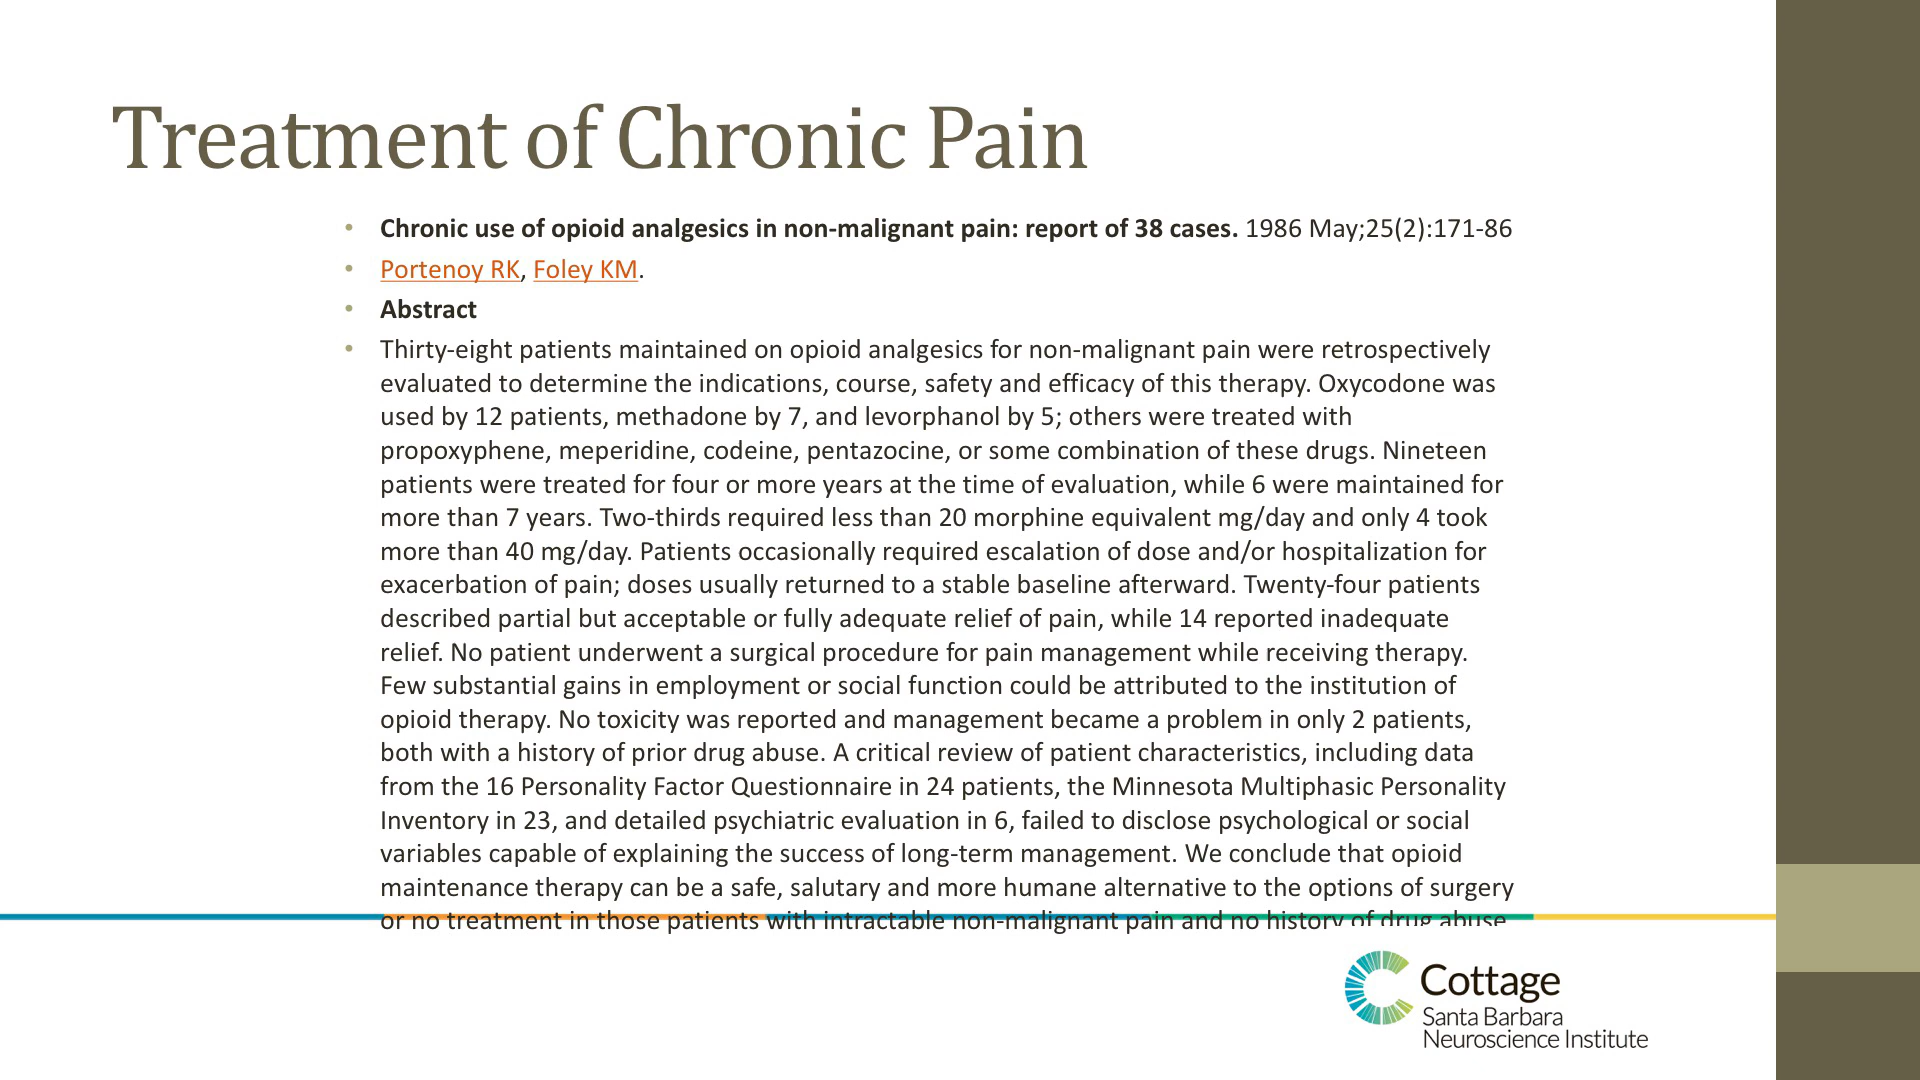 Treatment of Chronic Pain
• Chronic use of opioid analgesics in non-malignant pain: report of 38 cases. 1986 May;25(2):171-86
• Portenoy RK, Foley KM.
• Abstract
• Thirty-eight patients maintained on opioid analgesics for non-malignant pain were retrospectively
evaluated to determine the indications, course, safety and efficacy of this therapy. Oxycodone was
used by 12 patients, methadone by 7, and levorphanol by 5; others were treated with
propoxyphene, meperidine, codeine, pentazocine, or some combination of these drugs. Nineteen
patients were treated for four or more years at the time of evaluation, while 6 were maintained for
more than 7 years. Two-thirds required less than 20 morphine equivalent mg/day and only 4 took
more than 40 mg/day. Patients occasionally required escalation of dose and/or hospitalization for
exacerbation of pain; doses usually returned to a stable baseline afterward. Twenty-four patients
described partial but acceptable or fully adequate relief of pain, while 14 reported inadequate
relief. No patient underwent a surgical procedure for pain management while receiving therapy.
Few substantial gains in employment or social function could be attributed to the institution of
opioid therapy. No toxicity was reported and management became a problem in only 2 patients,
both with a history of prior drug abuse. A critical review of patient characteristics, including data
from the 16 Personality Factor Questionnaire in 24 patients, the Minnesota Multiphasic Personality
Inventory in 23, and detailed psychiatric evaluation in 6, failed to disclose psychological or social
variables capable of explaining the success of long-term management. We conclude that opioid
maintenance therapy can be a safe, salutary and more humane alternative to the options of surgery
or no treatment in those patients with intractable non-malignant pain and no history of drug abuse
Cottage
Santa Barbara
Neuroscience Institute